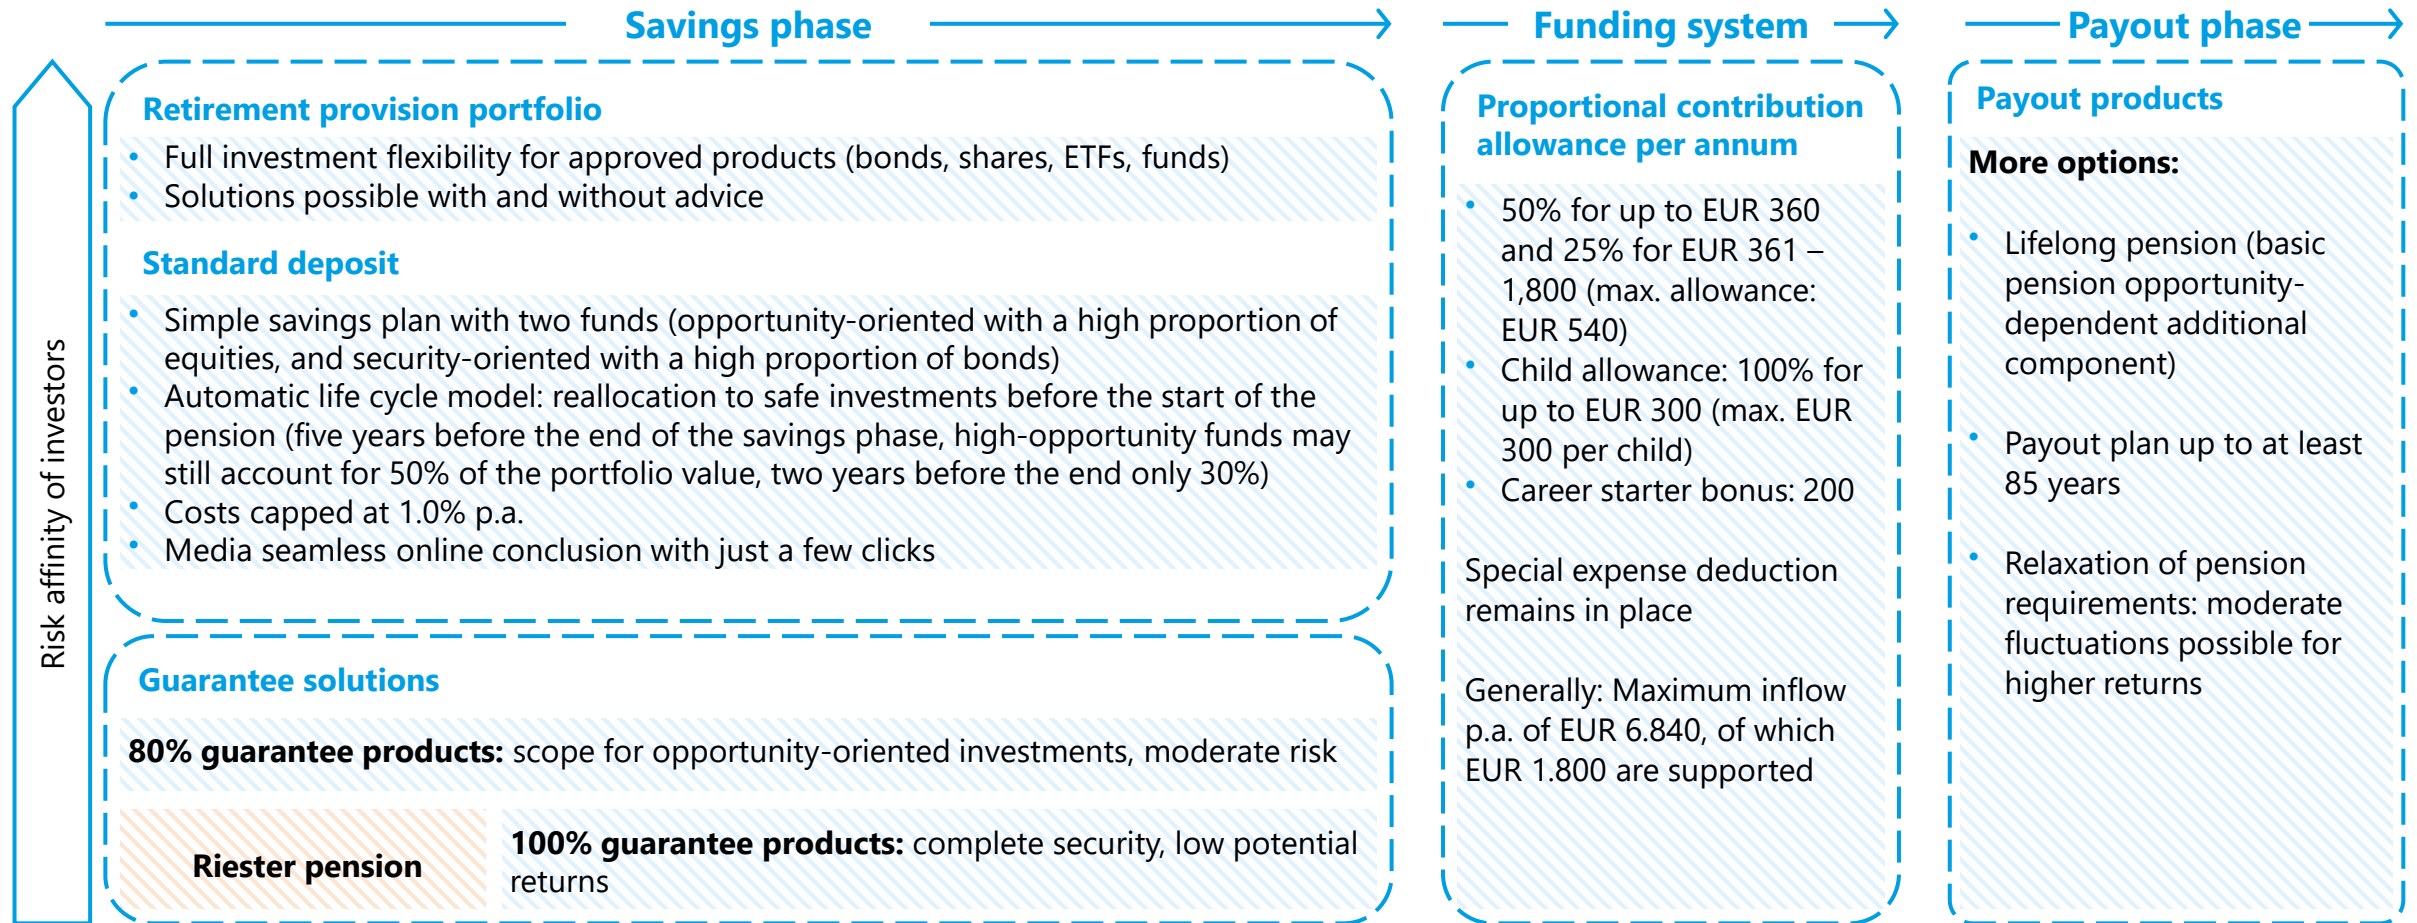 Savings phase
Funding system
Payout phase
Risk affinity of investors
Retirement provision portfolio
• Full investment flexibility for approved products (bonds, shares, ETFs, funds)
• Solutions possible with and without advice
Standard deposit
• Simple savings plan with two funds (opportunity-oriented with a high proportion of
equities, and security-oriented with a high proportion of bonds)
• Automatic life cycle model: reallocation to safe investments before the start of the
pension (five years before the end of the savings phase, high-opportunity funds may
still account for 50% of the portfolio value, two years before the end only 30%)
• Costs capped at 1.0% p.a.
• Media seamless online conclusion with just a few clicks
Guarantee solutions
80% guarantee products: scope for opportunity-oriented investments, moderate risk
Riester pension
100% guarantee products: complete security, low potential
returns
Proportional contribution
allowance per annum
• 50% for up to EUR 360
and 25% for EUR 361 –
1,800 (max. allowance:
EUR 540)
• Child allowance: 100% for
up to EUR 300 (max. EUR
300 per child)
• Career starter bonus: 200
Special expense deduction
remains in place
Generally: Maximum inflow
p.a. of EUR 6.840, of which
EUR 1.800 are supported
Payout products
More options:
• Lifelong pension (basic
pension opportunity-
dependent additional
component)
• Payout plan up to at least
85 years
• Relaxation of pension
requirements: moderate
fluctuations possible for
higher returns